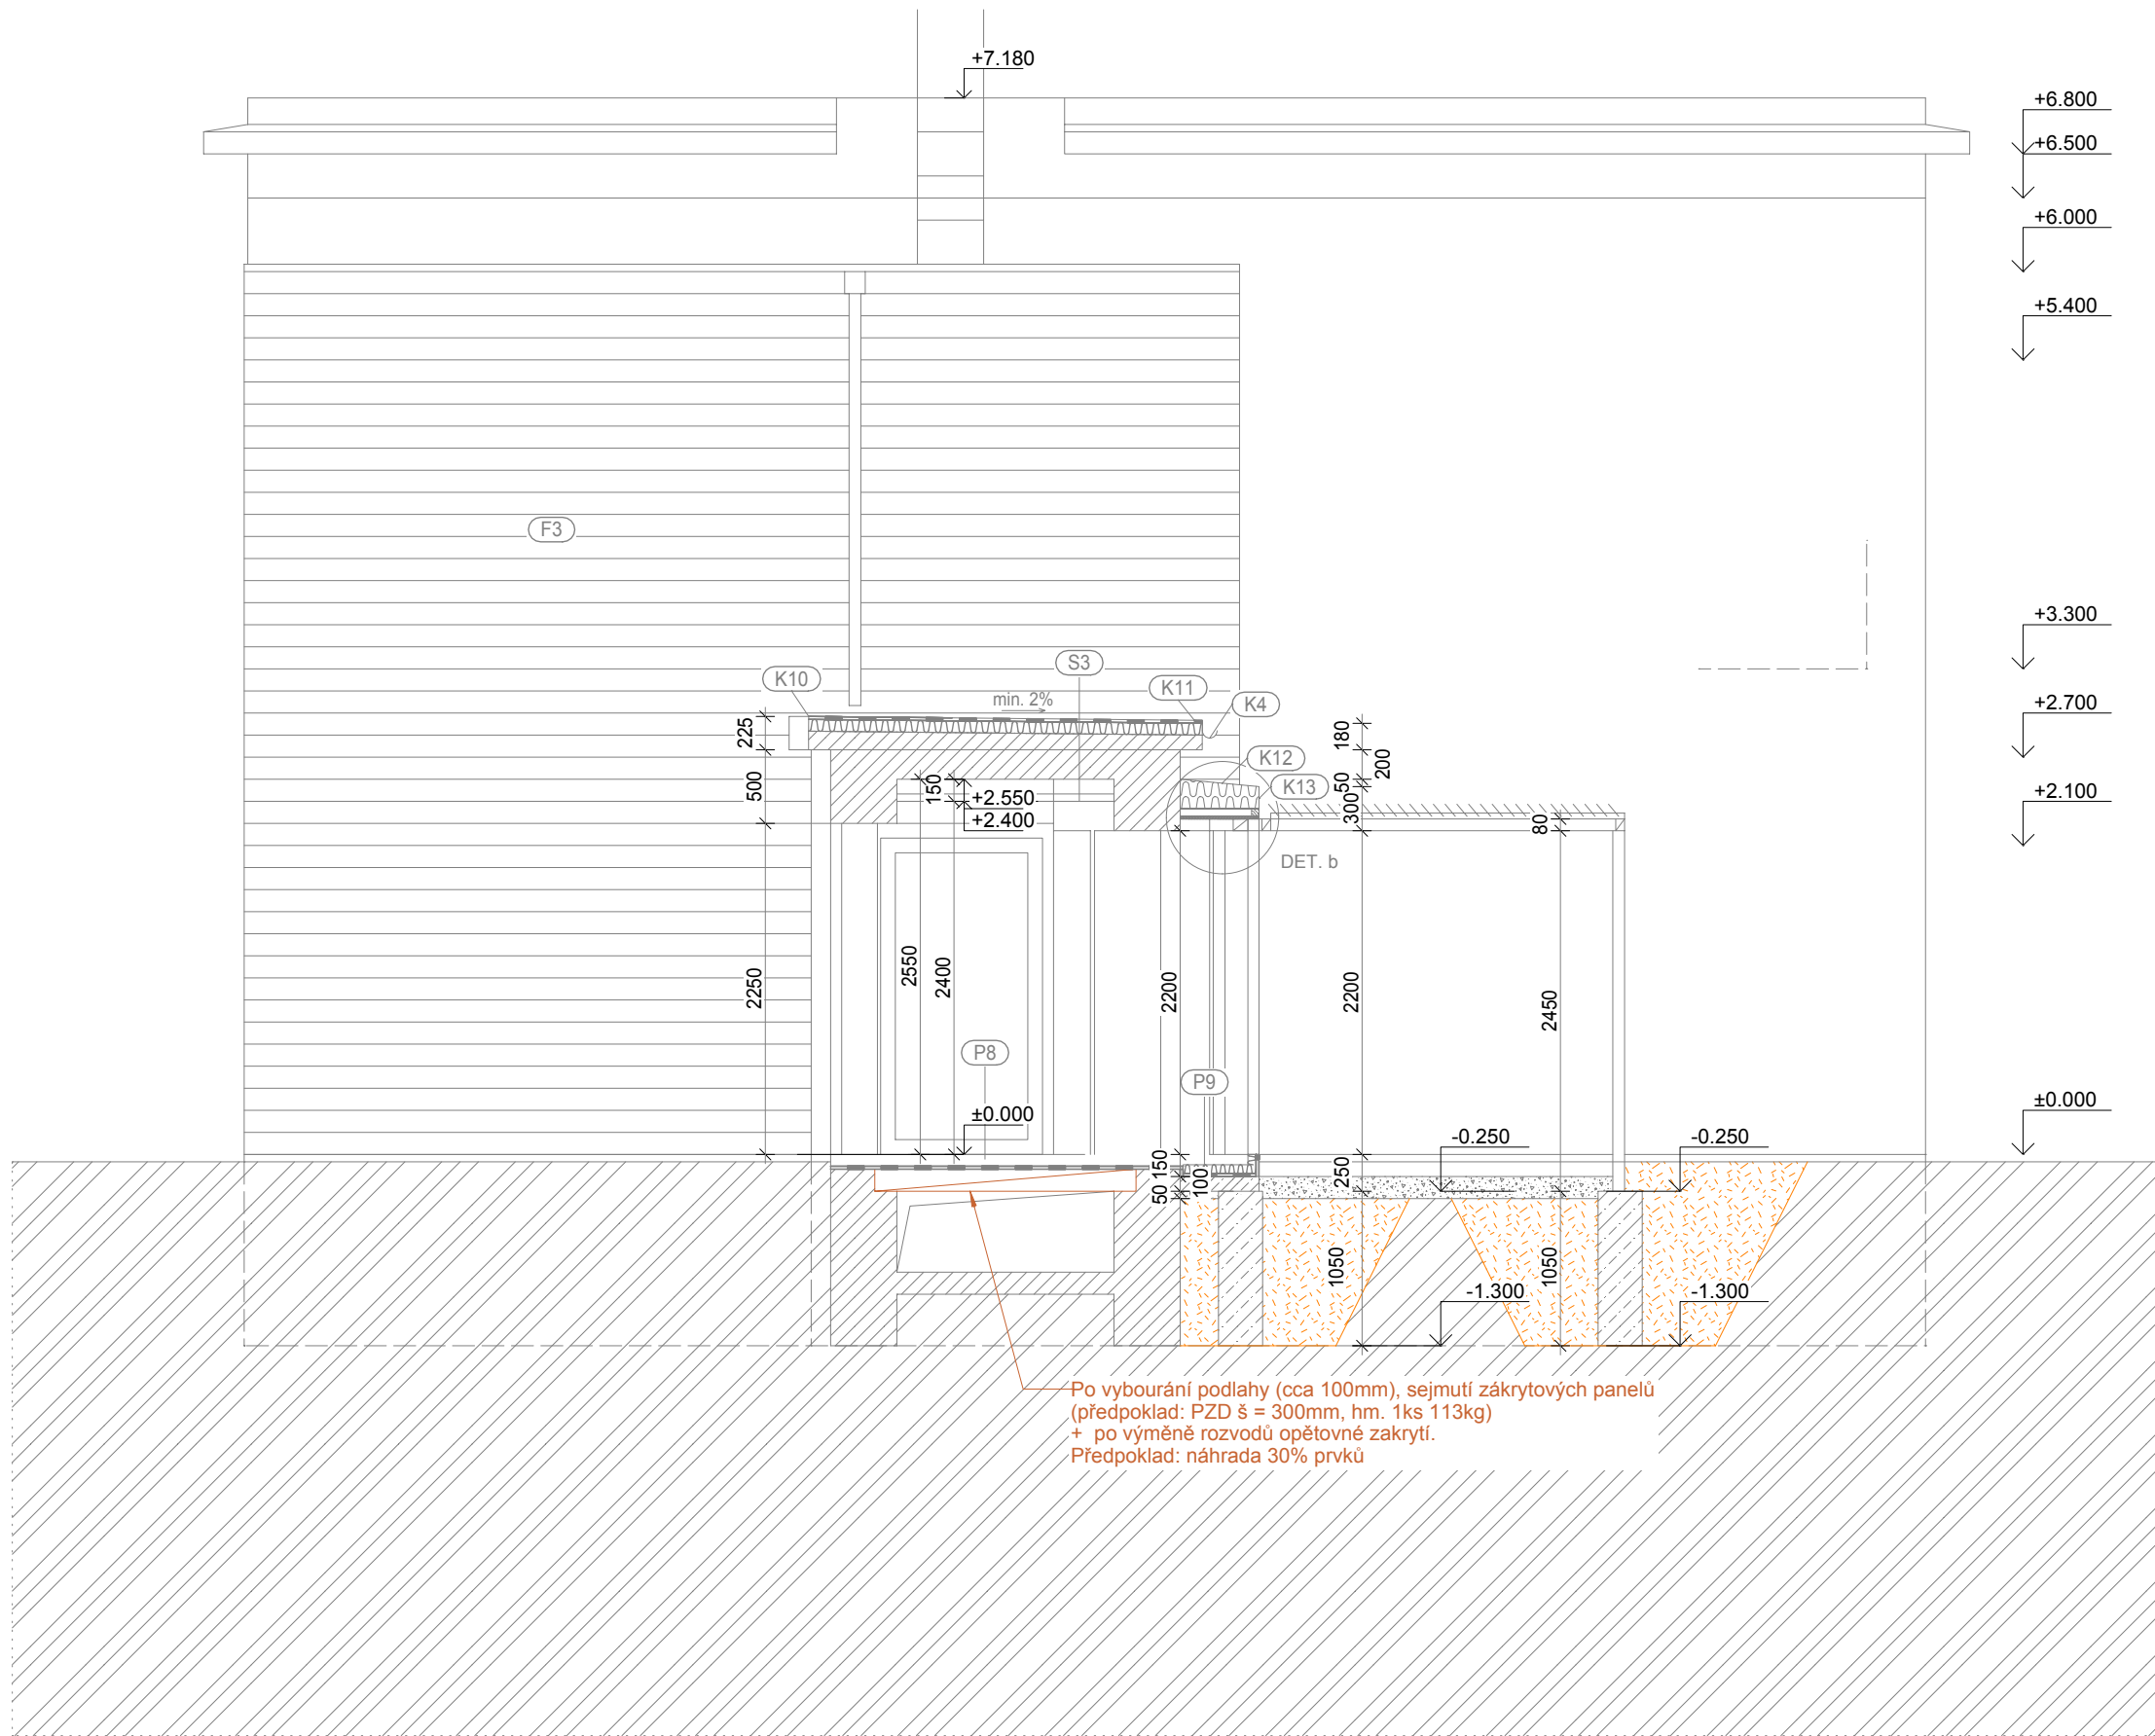 +7.180
+6.800
+6.500
+6.000
+5.400
F3
+3.300
S3
K10
min. 2%
K11
K4
+2.700
225
180
200
K12
500
150
50
K13
+2.550
+2.100
300
+2.400
80
DET. b
2250
2550
2400
2200
2200
2450
P8
P9
±0.000
±0.000
-0.250
-0.250
150
100
50
250
1050
1050
-1.300
-1.300
Po vybourání podlahy (cca 100mm), sejmutí zákrytových panelů
(předpoklad: PZD š = 300mm, hm. 1ks 113kg)
+ po výměně rozvodů opětovné zakrytí.
Předpoklad: náhrada 30% prvků